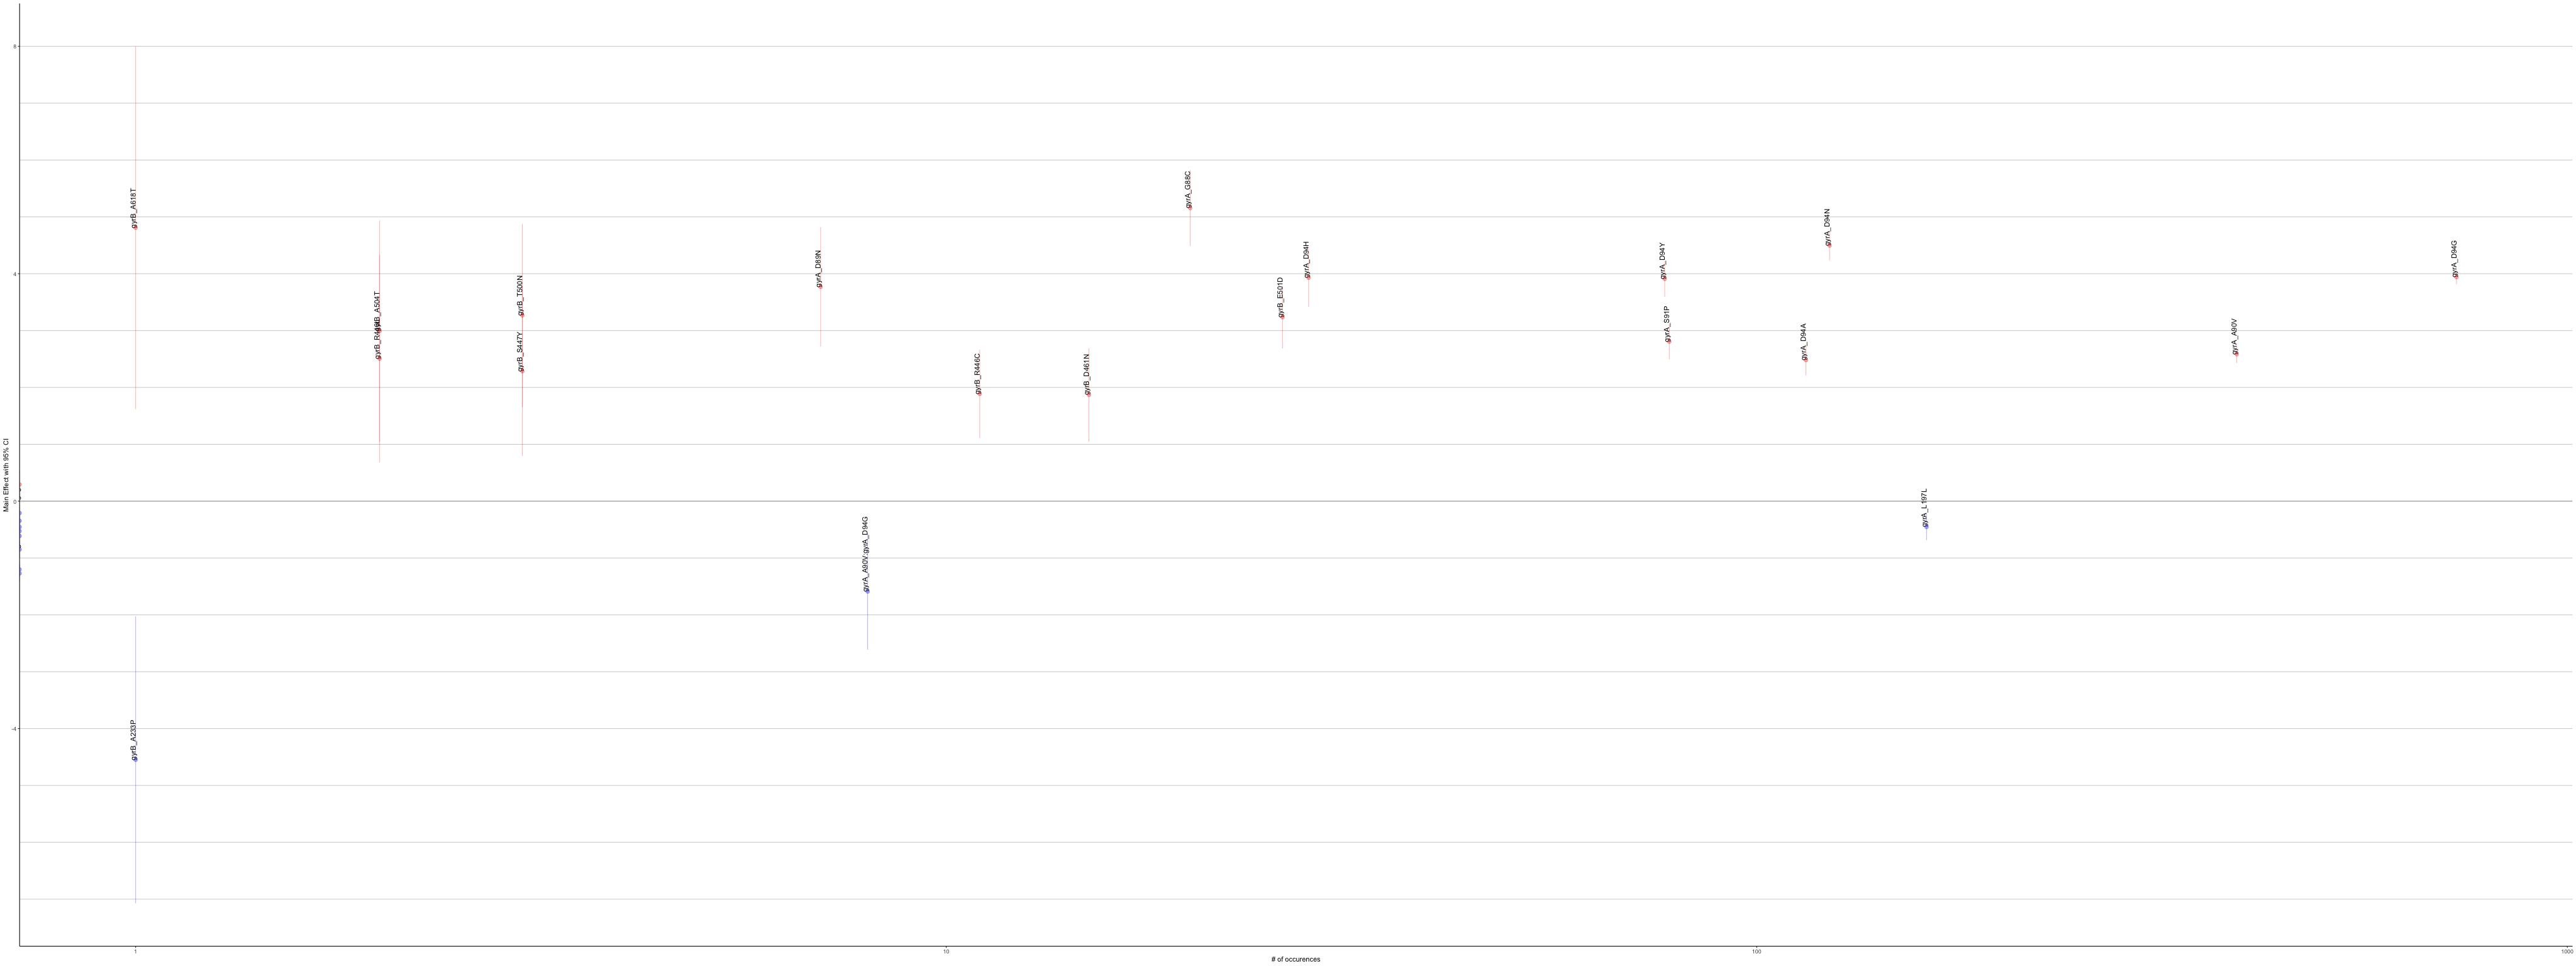 8
gyrA_G88C
gyrB_A618T
gyrA_D94N
gyrA_D94H
gyrA_D94Y
gyrA_D94G
gyrA_D89N
4
gyrB_T500N
gyrB_E501D
gyrB_A504T
gyrA_S91P
gyrB_S447Y
gyrA_D94A
gyrA_A90V
gyrB_R446C
gyrB_D461N
Main Effect with 95% CI
0
gyrA_L197L
gyrA_A90V:gyrA_D94G
-4
gyrB_A233P
1
10
100
1000
# of occurences